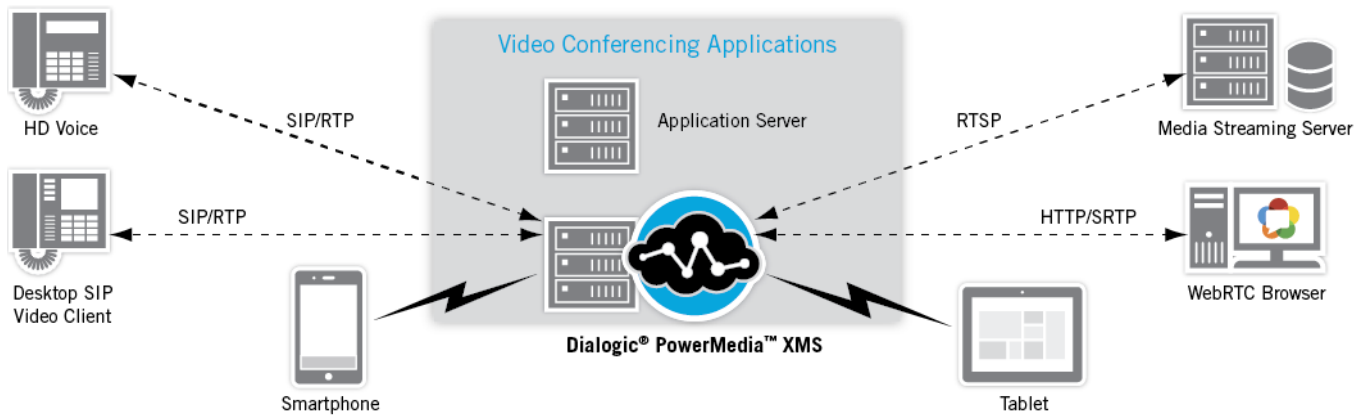 Video Conferencing Applications
HD Voice
SIP/RTP
Application Server
RTSP
Media Streaming Server
SIP/RTP
HTTP/SRTP
Desktop SIP
Video Client
WebRTC Browser
Dialogic® PowerMedia™ XMS
Smartphone
Tablet